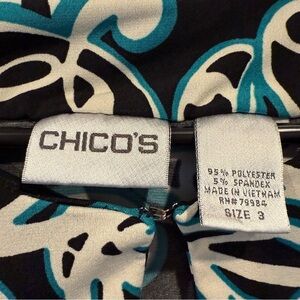 CHICO'S
95% POLYESTER
5% SPANDEX
MADE IN VIETNAM
RN#79984
SIZE 3